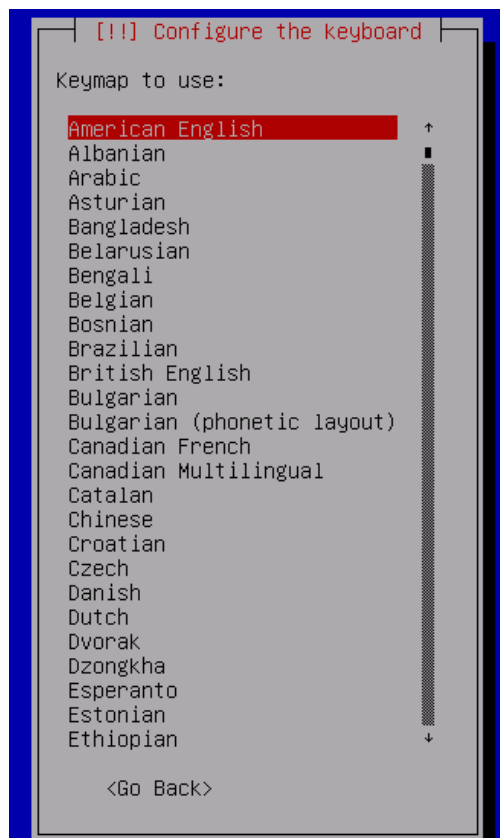 [!!] Configure the keyboard
Keymap to use:
American English
Albanian
Arabic
Asturian
Bangladesh
Belarusian
Bengali
Belgian
Bosnian
Brazilian
British English
Bulgarian
Bulgarian (phonetic layout)
Canadian French
Canadian Multilingual
Catalan
Chinese
Croatian
Czech
Danish
Dutch
Dvorak
Dzongkha
Esperanto
Estonian
Ethiopian
<Go Back>